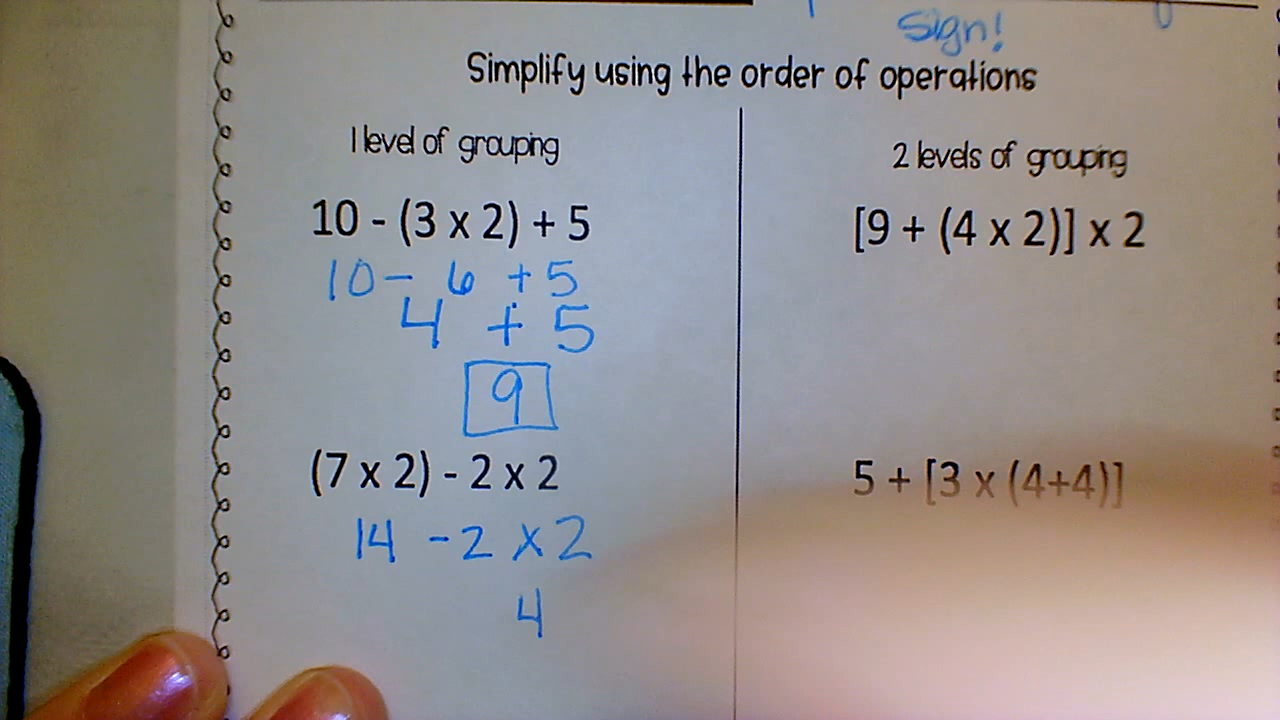 Sign!
Simplify using the order of operations
1 level of grouping
10 - (3 x 2) + 5
10 - 6 + 5
4 + 5
9
(7 x 2) - 2 x 2
14 - 2 x 2
4
2 levels of grouping
[9 + (4 x 2)] x 2
5 + [3 x (4+4)]